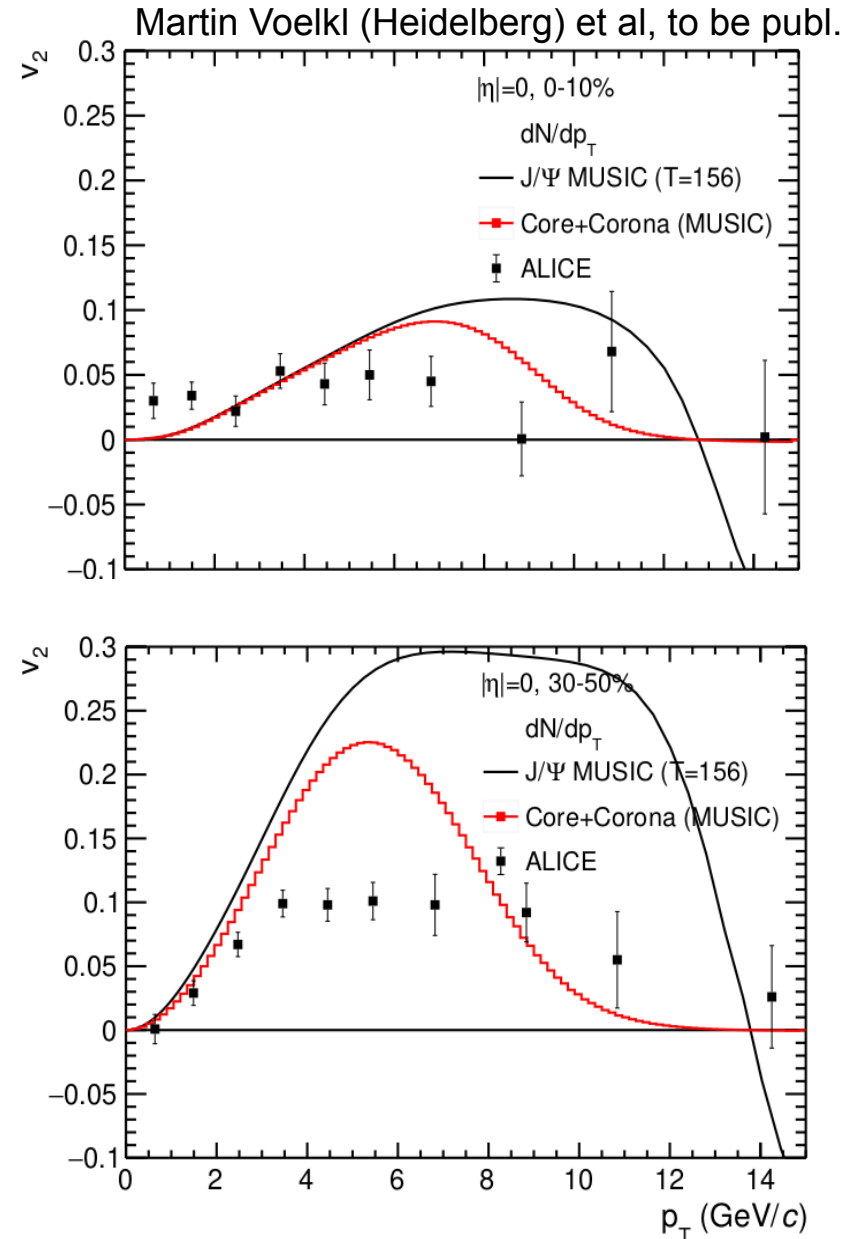 Martin Voelkl (Heidelberg) et al, to be publ.
v₂
0.3
|η|=0, 0-10%
0.25
dN/dp_T
0.2
J/Ψ MUSIC (T=156)
0.15
Core+Corona (MUSIC)
ALICE
0.1
0.05
0
−0.05
−0.1
v₂
0.3
|η|=0, 30-50%
0.25
dN/dp_T
0.2
J/Ψ MUSIC (T=156)
Core+Corona (MUSIC)
0.15
ALICE
0.1
0.05
0
−0.05
−0.1
0 2 4 6 8 10 12 14
p_T (GeV/c)